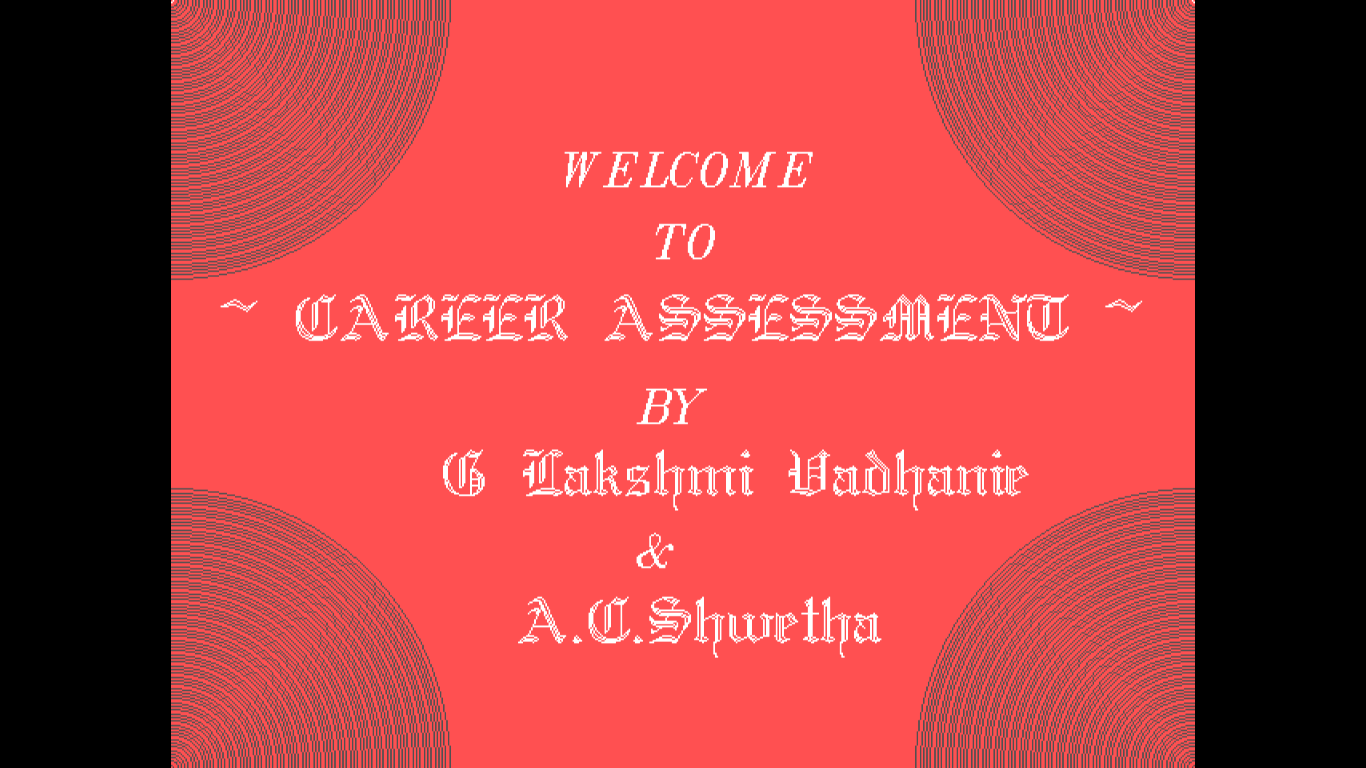 WELCOME
TO
~ CAREER ASSESSMENT ~
BY
G Lakshmi Vadhanie
&
A.C.Shwetha